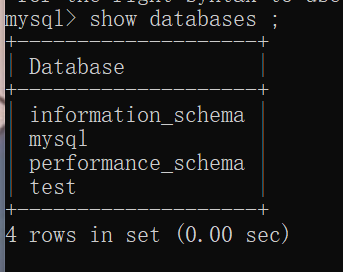 for the right syntax to use
mysql> show databases ;
+--------------------+
| Database           |
+--------------------+
| information_schema |
| mysql              |
| performance_schema |
| test               |
+--------------------+
4 rows in set (0.00 sec)